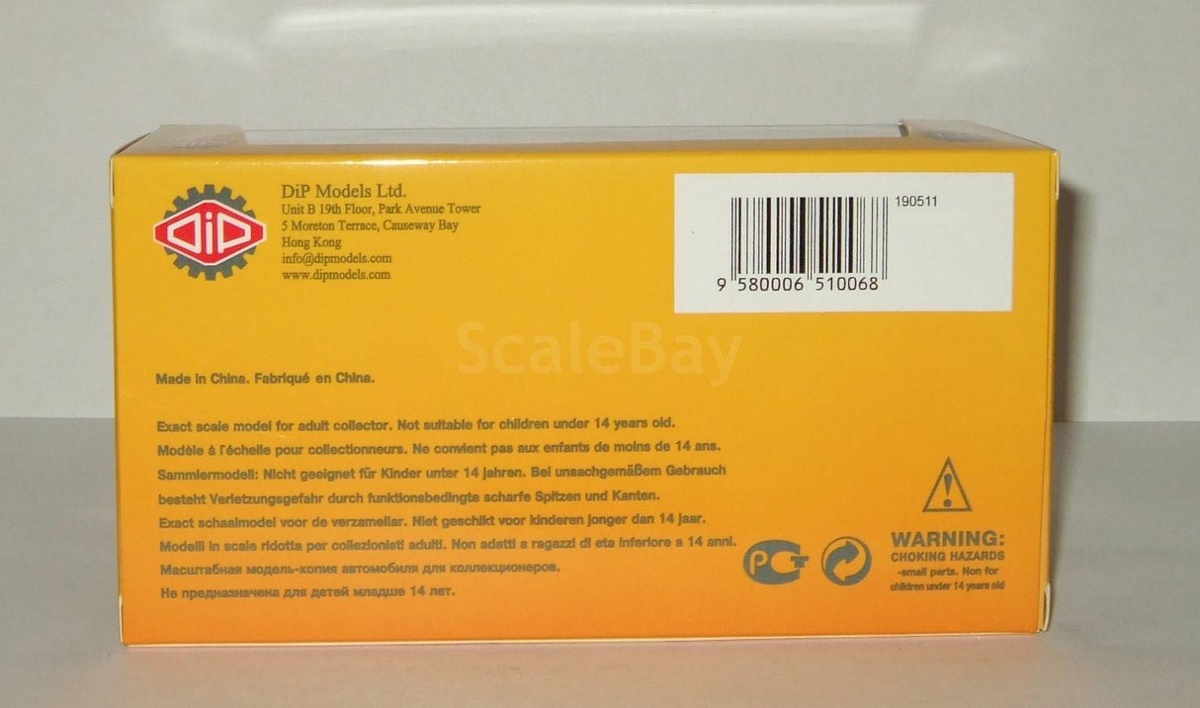 DiP
DiP Models Ltd.
Unit B 19th Floor, Park Avenue Tower
5 Moreton Terrace, Causeway Bay
Hong Kong
info@dipmodels.com
www.dipmodels.com
190511
9 580006 510068
ScaleBay
Made in China. Fabriqué en China.
Exact scale model for adult collector. Not suitable for children under 14 years old.
Modèle à l'échelle pour collectionneurs. Ne convient pas aux enfants de moins de 14 ans.
Sammlermodell: Nicht geeignet für Kinder unter 14 Jahren. Bei unsachgemäßem Gebrauch
besteht Verletzungsgefahr durch funktionsbedingte scharfe Spitzen und Kanten.
Exact schaalmodel voor de verzamellar. Niet geschikt voor kinderen jonger dan 14 jaar.
Modelli in scale ridotta per collezionisti adulti. Non adatti a ragazzi di eta inferiore a 14 anni.
Масштабная модель-копия автомобиля для коллекционеров.
Не предназначена для детей младше 14 лет.
РСТ
!
WARNING:
CHOKING HAZARDS
-small parts. Non for
children under 14 years old